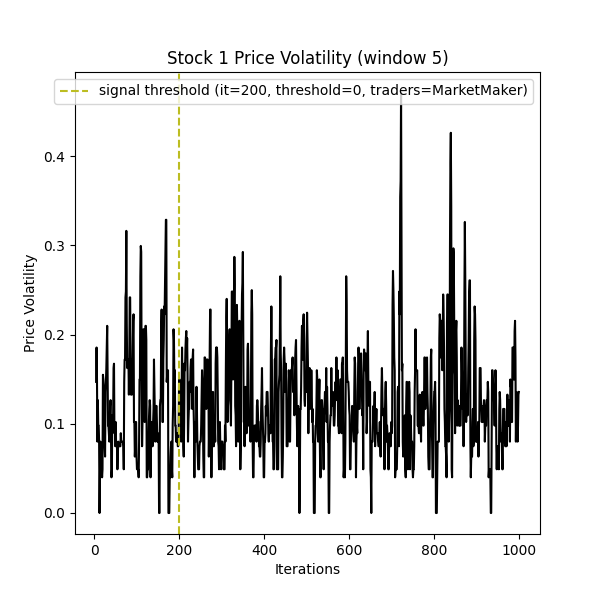 Stock 1 Price Volatility (window 5)
signal threshold (it=200, threshold=0, traders=MarketMaker)
0.4
0.3
0.2
0.1
0.0
Price Volatility
0 200 400 600 800 1000
Iterations